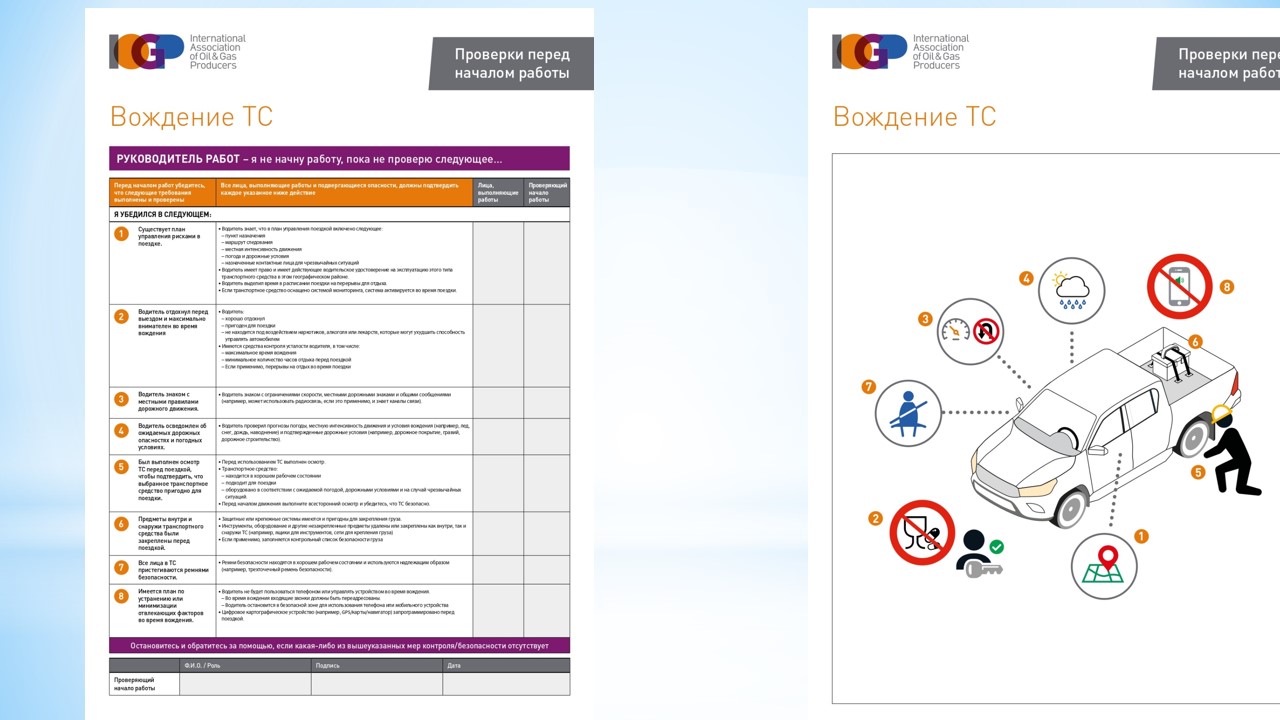 International
Association
of Oil & Gas
Producers
Проверки перед
началом работы
Вождение ТС
РУКОВОДИТЕЛЬ РАБОТ – я не начну работу, пока не проверю следующее...
Перед началом работ убедитесь,
что следующие требования
выполнены и проверены
Все лица, выполняющие работы и подвергающиеся опасности, должны подтвердить
каждое указанное ниже действие
Лица,
выполняющие
работы
Проверяющий
начало
работы
Я УБЕДИЛСЯ В СЛЕДУЮЩЕМ:
1
Существует план
управления рисками в
поездке.
• Водитель знает, что в план управления поездкой включено следующее:
– пункт назначения
– маршрут следования
– местная интенсивность движения
– погода и дорожные условия
– назначенные контактные лица для чрезвычайных ситуаций
• Водитель имеет право и имеет действующее водительское удостоверение на эксплуатацию этого типа
транспортного средства в этом географическом районе.
• Водитель выделил время в расписании поездки на перерывы для отдыха.
• Если транспортное средство оснащено системой мониторинга, система активируется во время поездки.
2
Водитель отдохнул перед
выездом и максимально
внимателен во время
вождения
• Водитель:
– хорошо отдохнул
– пригоден для поездки
– не находится под воздействием наркотиков, алкоголя или лекарств, которые могут ухудшить способность
управлять автомобилем
• Имеются средства контроля усталости водителя, в том числе:
– максимальное время вождения
– минимальное количество часов отдыха перед поездкой
– Если применимо, перерывы на отдых во время поездки
3
Водитель знаком с
местными правилами
дорожного движения.
• Водитель знаком с ограничениями скорости, местными дорожными знаками и общими сообщениями
(например, может использовать радиосвязь, если это применимо, и знает каналы связи).
4
Водитель осведомлен об
ожидаемых дорожных
опасностях и погодных
условиях.
• Водитель проверил прогнозы погоды, местную интенсивность движения и условия вождения (например, лед,
снег, дождь, наводнение) и подтвержденные дорожные условия (например, дорожное покрытие, гравий,
дорожное строительство).
5
Был выполнен осмотр
ТС перед поездкой,
чтобы подтвердить, что
выбранное транспортное
средство пригодно для
поездки.
• Перед использованием ТС выполнен осмотр.
• Транспортное средство:
– находится в хорошем рабочем состоянии
– подходит для поездки
– оборудовано в соответствии с ожидаемой погодой, дорожными условиями и на случай чрезвычайных
ситуаций.
• Перед началом движения выполните всесторонний осмотр и убедитесь, что ТС безопасно.
6
Предметы внутри и
снаружи транспортного
средства были
закреплены перед
поездкой.
• Защитные или крепежные системы имеются и пригодны для закрепления груза.
• Инструменты, оборудование и другие незакрепленные предметы удалены или закреплены как внутри, так и
снаружи ТС (например, ящики для инструментов, сети для крепления груза)
• Если применимо, заполняется контрольный список безопасности груза
7
Все лица в ТС
пристегиваются ремнями
безопасности.
• Ремни безопасности находятся в хорошем рабочем состоянии и используются надлежащим образом
(например, трехточечный ремень безопасности).
8
Имеется план по
устранению или
минимизации
отвлекающих факторов
во время вождения.
• Водитель не будет пользоваться телефоном или управлять устройством во время вождения.
– Во время вождения входящие звонки должны быть переадресованы.
– Водитель остановится в безопасной зоне для использования телефона или мобильного устройства
• Цифровое картографическое устройство (например, GPS/карты/навигатор) запрограммировано перед
поездкой.
Остановитесь и обратитесь за помощью, если какая-либо из вышеуказанных мер контроля/безопасности отсутствует
Ф.И.О. / Роль
Подпись
Дата
Проверяющий
начало работы
International
Association
of Oil & Gas
Producers
Проверки пере
началом работ
Вождение ТС
4
8
3
6
7
5
2
1